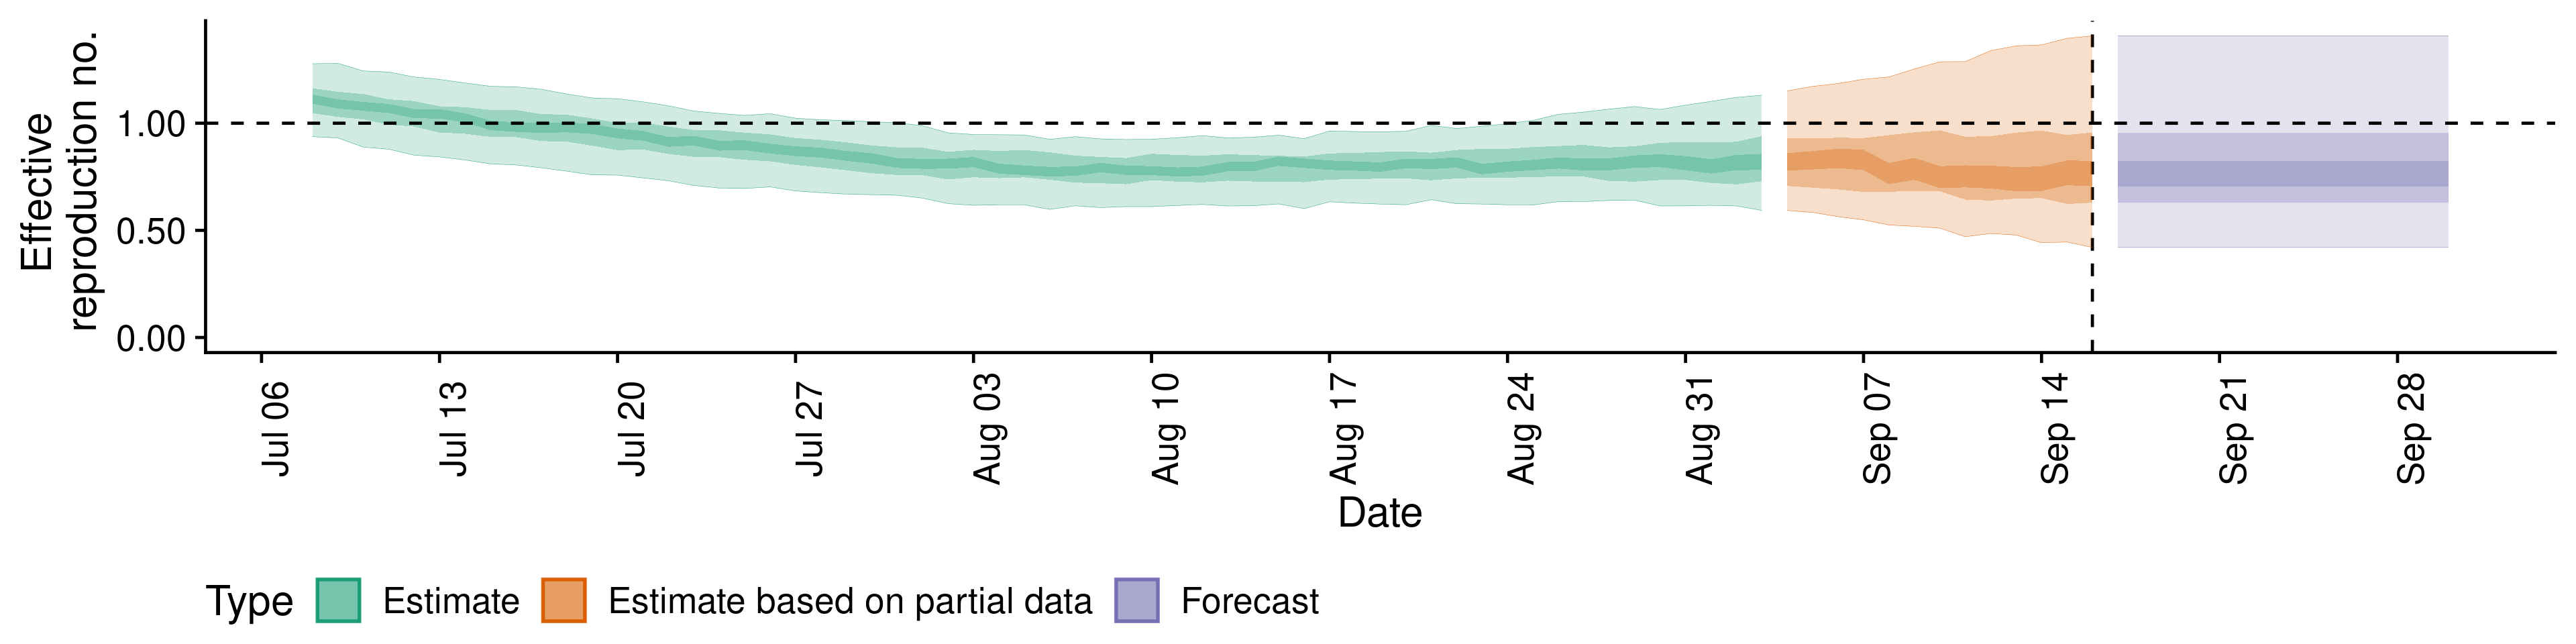 Effective
reproduction no.
1.00
0.50
0.00
Jul 06
Jul 13
Jul 20
Jul 27
Aug 03
Aug 10
Aug 17
Aug 24
Aug 31
Sep 07
Sep 14
Sep 21
Sep 28
Date
Type
Estimate
Estimate based on partial data
Forecast